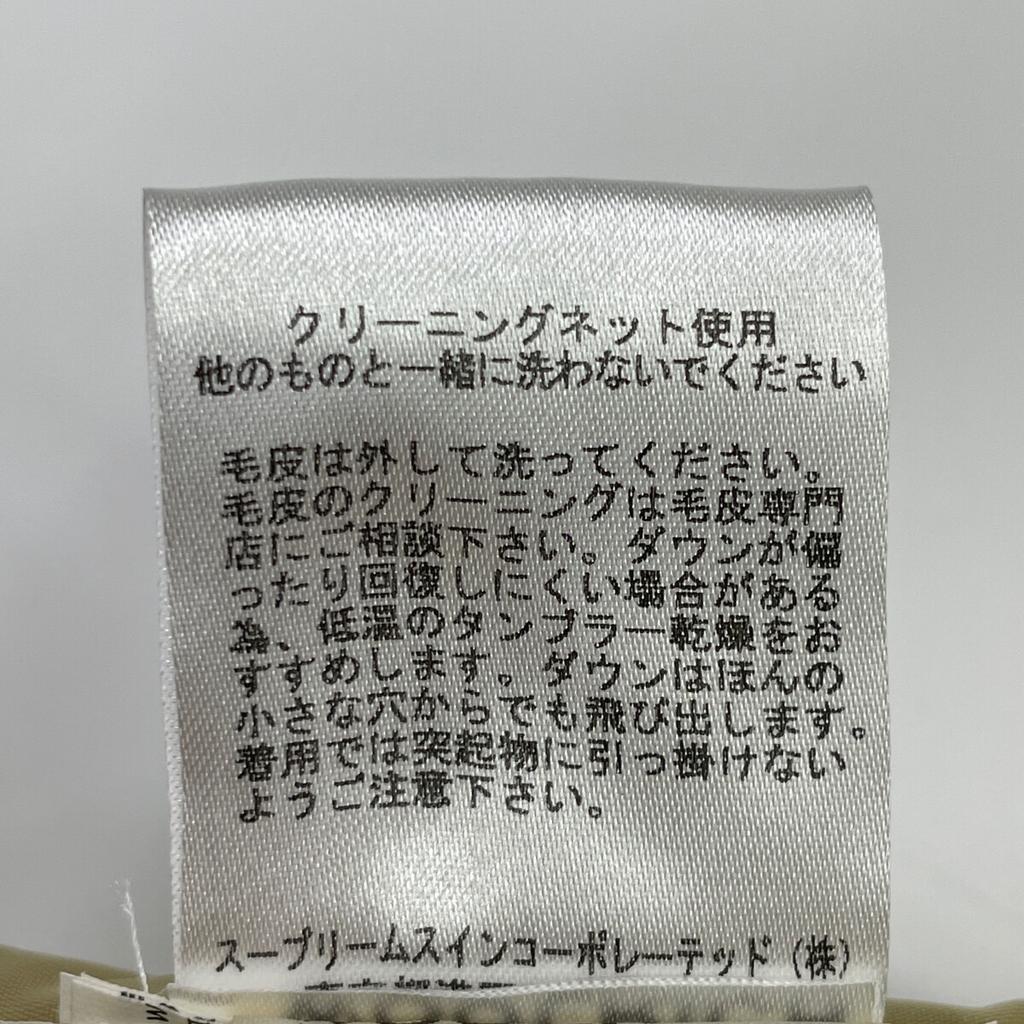 クリーニングネット使用
他のものと一緒に洗わないでください
毛皮は外して洗ってください。
毛皮のクリーニングは毛皮専門
店にご相談下さい。ダウンが偏
ったり回復しにくい場合がある
為、低温のタンブラー乾燥をお
すすめします。ダウンはほんの
小さな穴からでも飛び出します。
着用では突起物に引っ掛けない
ようご注意下さい。
スープリームスインコーポレーテッド(株)